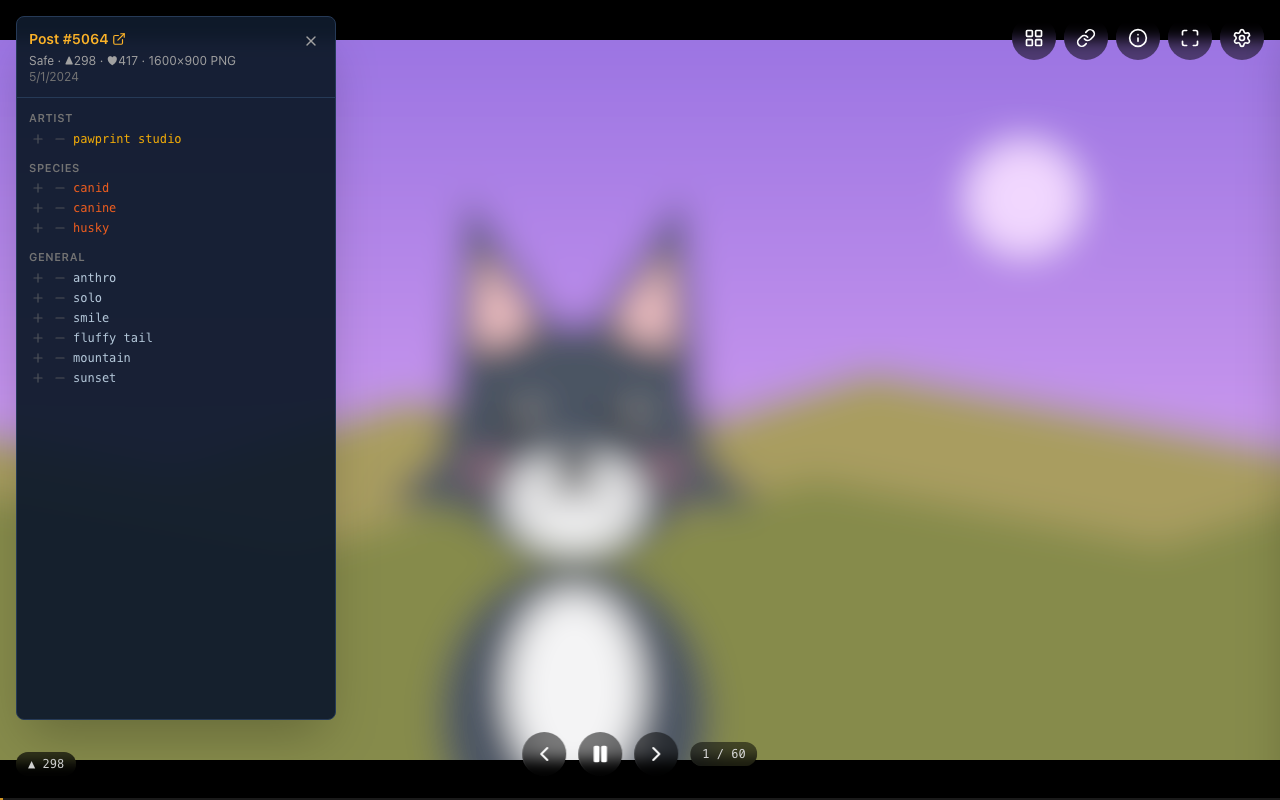 Post #5064
Safe · ▲298 · ♥417 · 1600×900 PNG
5/1/2024
ARTIST
+ − pawprint studio
SPECIES
+ − canid
+ − canine
+ − husky
GENERAL
+ − anthro
+ − solo
+ − smile
+ − fluffy tail
+ − mountain
+ − sunset
▲ 298
1 / 60